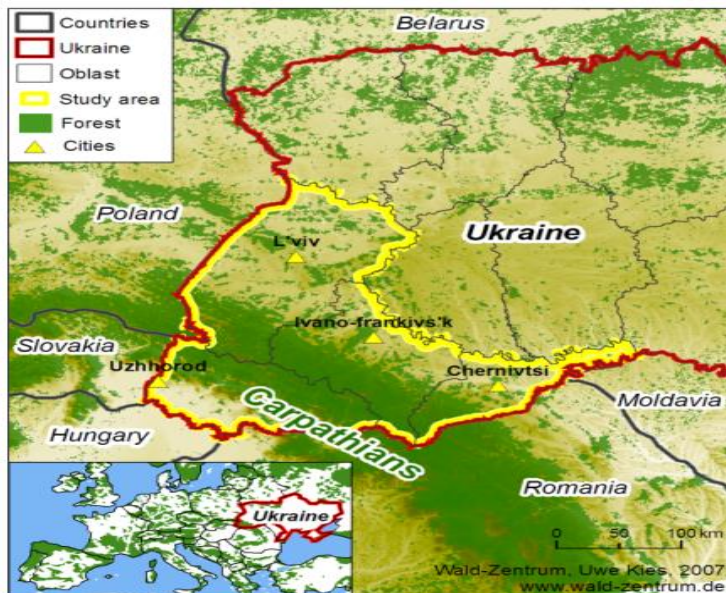 Countries
Ukraine
Oblast
Study area
Forest
Cities
Belarus
Poland
L'viv
Ukraine
Ivano-frankivs'k
Slovakia
Uzhhorod
Chernivtsi
Carpathians
Moldavia
Hungary
Romania
Ukraine
0 50 100 km
Wald-Zentrum, Uwe Kies, 2007
www.wald-zentrum.de